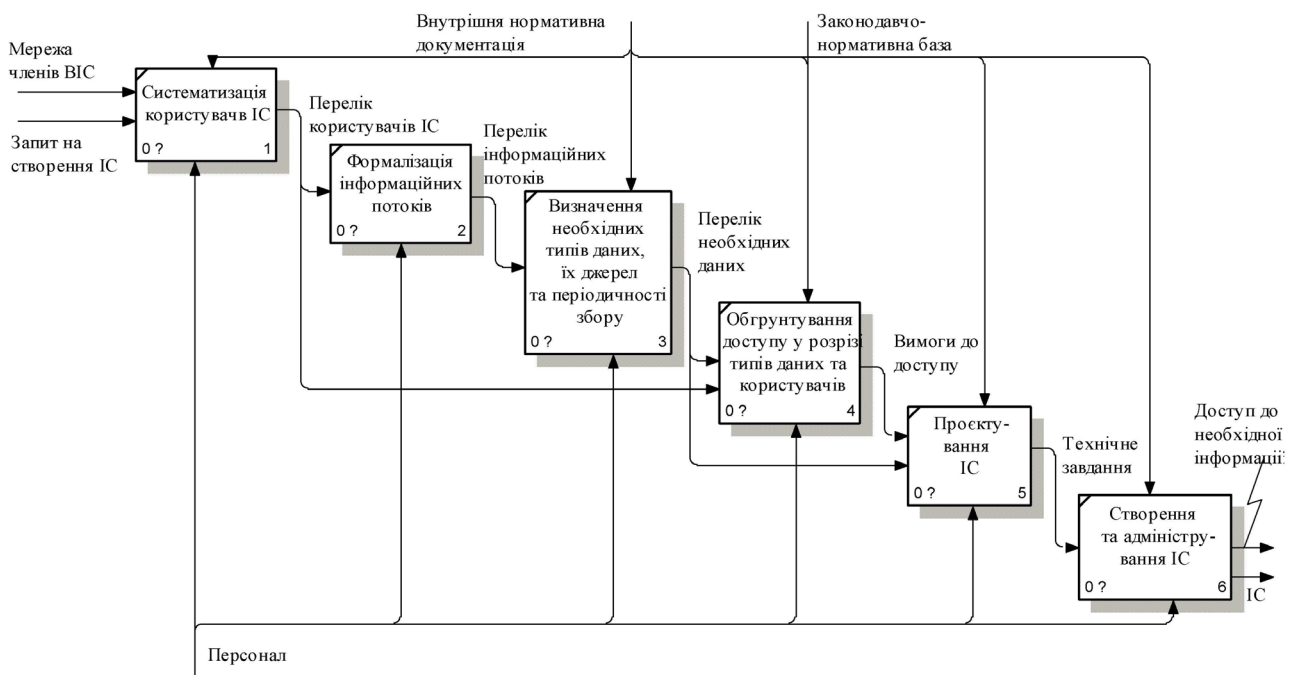 Внутрішня нормативна
документація
Законодавчо-
нормативна база
Мережа
членів ВІС
Запит на
створення ІС
Систематизація
користувачв ІС
0 ? 1
Перелік
користувачів ІС
Формалізація
інформаційних
потоків
0 ? 2
Перелік
інформаційних
потоків
Визначення
необхідних
типів даних,
їх джерел
та періодичності
збору
0 ? 3
Перелік
необхідних
даних
Обгрунтування
доступу у розрізі
типів даних та
користувачів
0 ? 4
Вимоги до
доступу
Проєкту-
вання
ІС
0 ? 5
Технічне
завдання
Створення
та адміністру-
вання ІС
0 ? 6
Доступ до
необхідної
інформації
ІС
Персонал